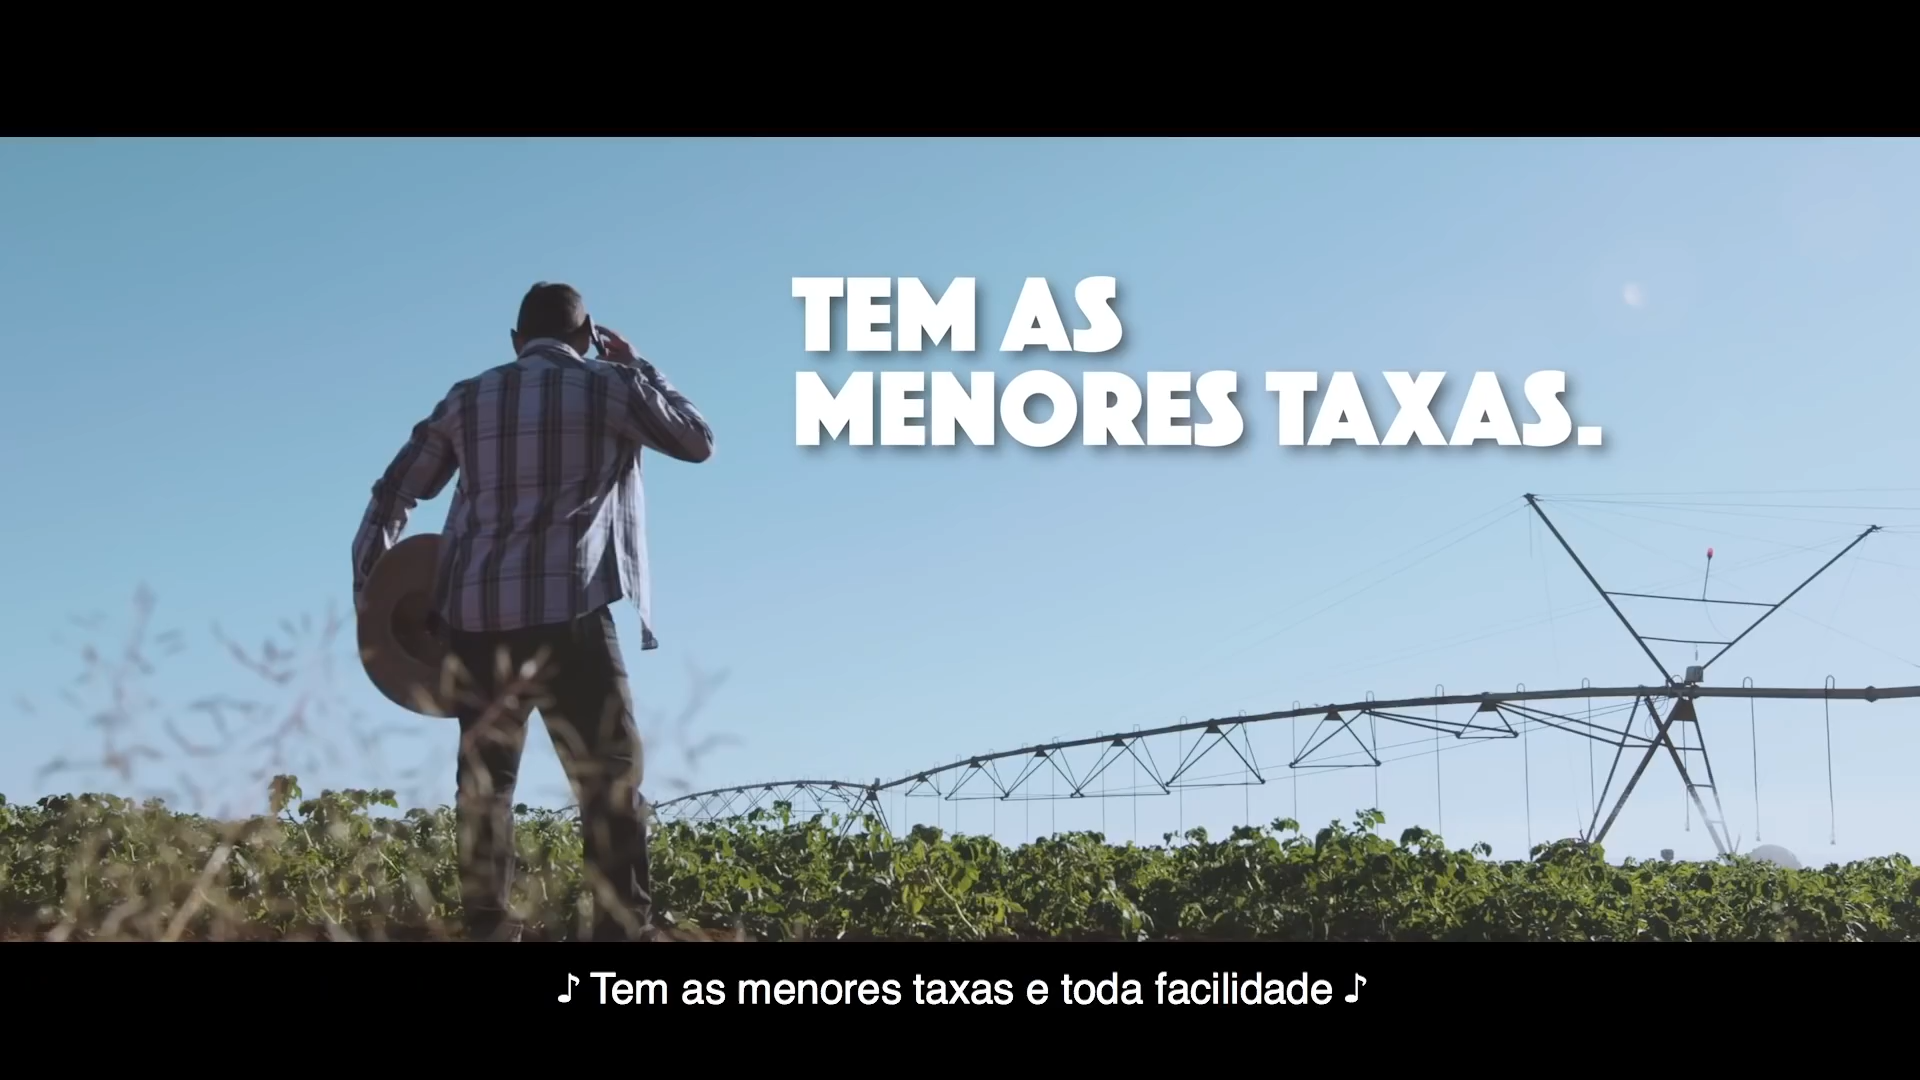 TEM AS
MENORES TAXAS.
♪ Tem as menores taxas e toda facilidade ♪